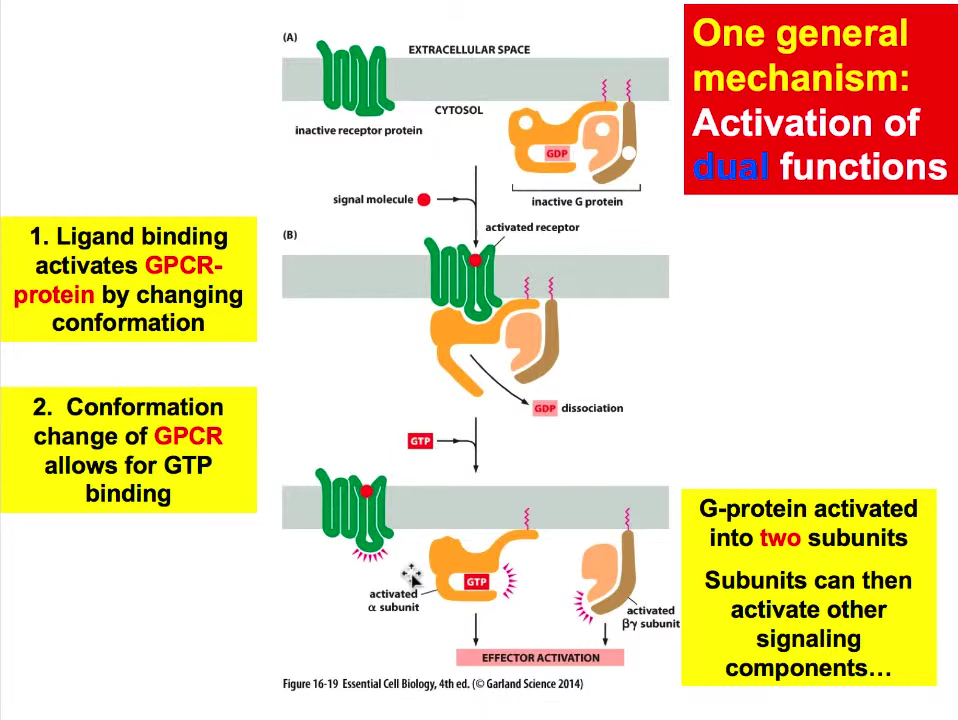 One general
mechanism:
Activation of
dual functions
(A)
EXTRACELLULAR SPACE
CYTOSOL
inactive receptor protein
GDP
inactive G protein
signal molecule
activated receptor
(B)
1. Ligand binding
activates GPCR-
protein by changing
conformation
GDP dissociation
2. Conformation
change of GPCR
allows for GTP
binding
GTP
GTP
activated
α subunit
activated
βγ subunit
EFFECTOR ACTIVATION
G-protein activated
into two subunits
Subunits can then
activate other
signaling
components…
Figure 16-19 Essential Cell Biology, 4th ed. (© Garland Science 2014)